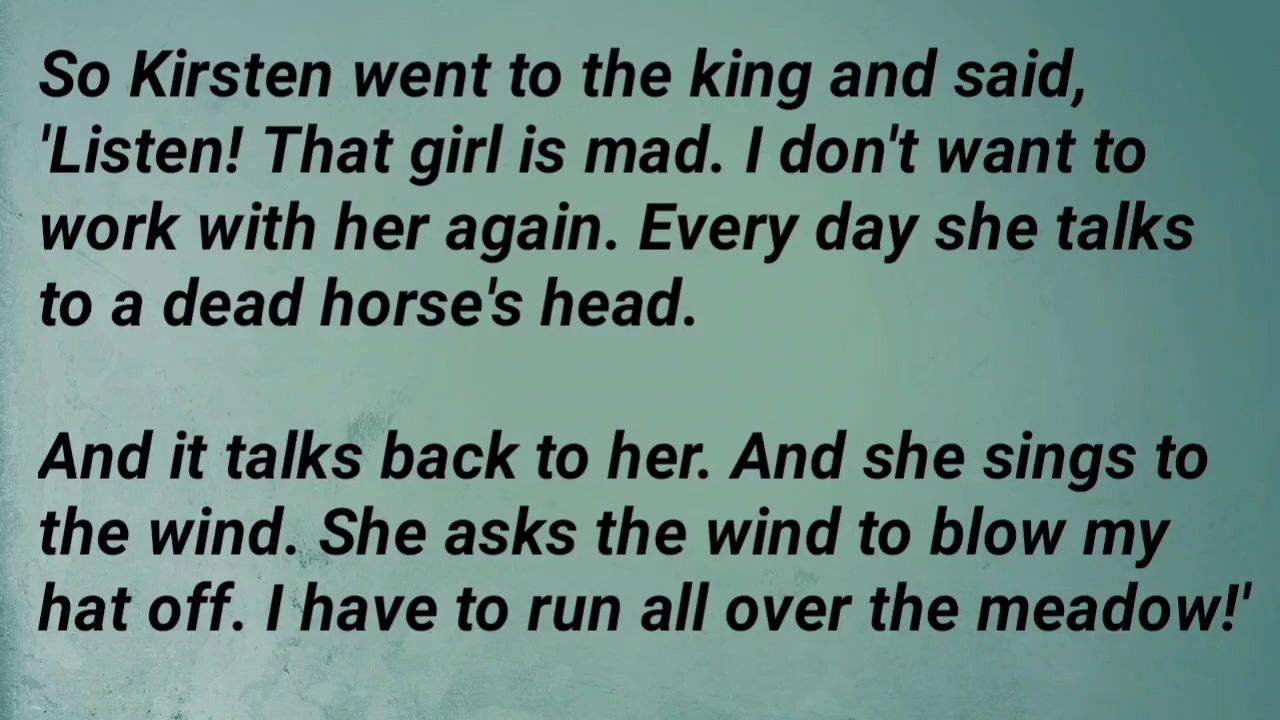 So Kirsten went to the king and said,
'Listen! That girl is mad. I don't want to
work with her again. Every day she talks
to a dead horse's head.
And it talks back to her. And she sings to
the wind. She asks the wind to blow my
hat off. I have to run all over the meadow!'